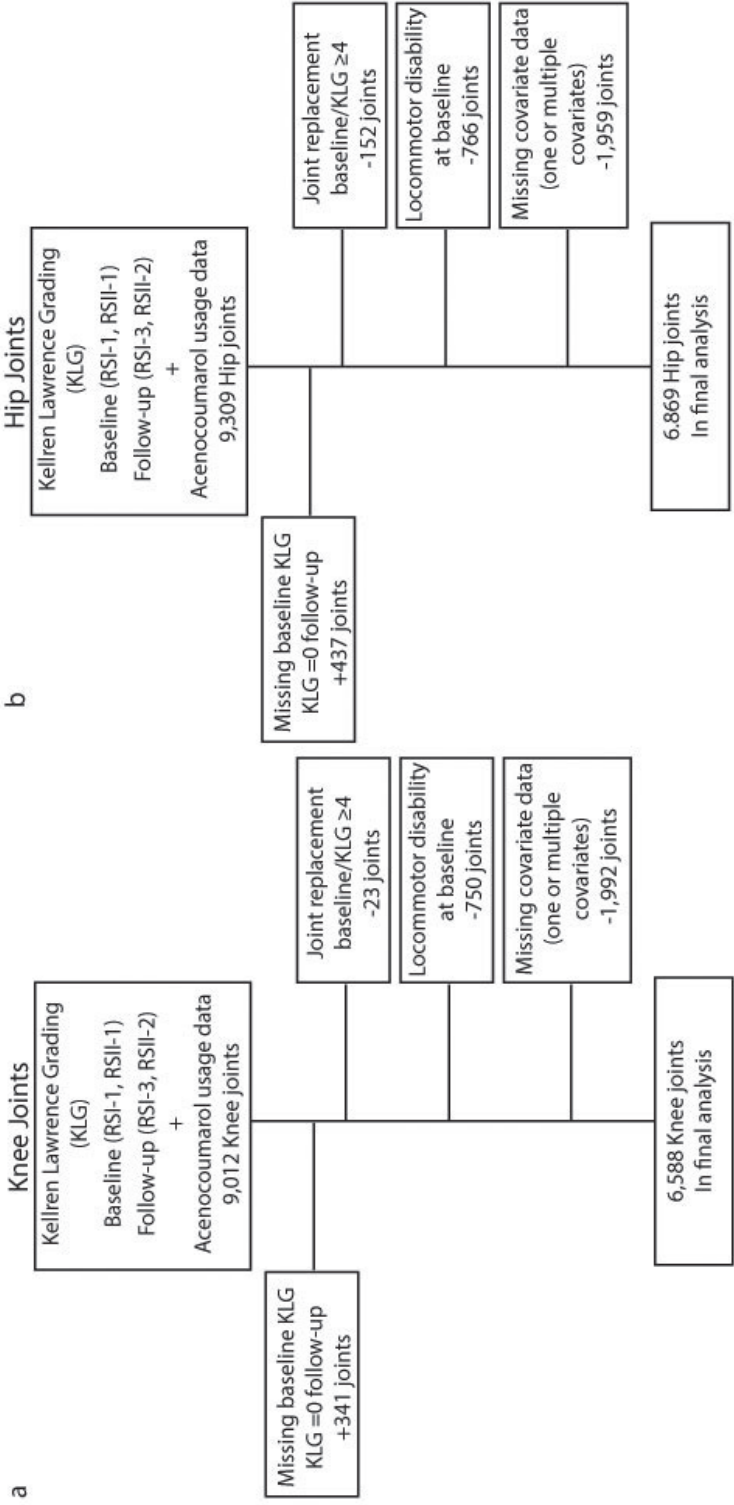 a
Knee Joints
Kellren Lawrence Grading
(KLG)
Baseline (RSI-1, RSII-1)
Follow-up (RSI-3, RSII-2)
+
Acenocoumarol usage data
9,012 Knee joints
Missing baseline KLG
KLG =0 follow-up
+341 joints
Joint replacement
baseline/KLG ≥4
-23 joints
Locommotor disability
at baseline
-750 joints
Missing covariate data
(one or multiple
covariates)
-1,992 joints
6,588 Knee joints
In final analysis
b
Hip Joints
Kellren Lawrence Grading
(KLG)
Baseline (RSI-1, RSII-1)
Follow-up (RSI-3, RSII-2)
+
Acenocoumarol usage data
9,309 Hip joints
Missing baseline KLG
KLG =0 follow-up
+437 joints
Joint replacement
baseline/KLG ≥4
-152 joints
Locommotor disability
at baseline
-766 joints
Missing covariate data
(one or multiple
covariates)
-1,959 joints
6.869 Hip joints
In final analysis